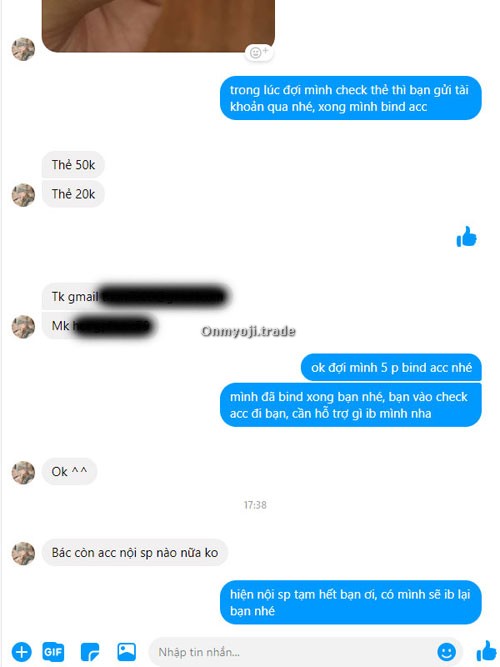 trong lúc đợi mình check thẻ thì bạn gửi tài
khoản qua nhé, xong mình bind acc
Thẻ 50k
Thẻ 20k
Tk gmail
Mk
Onmyoji.trade
ok đợi mình 5 p bind acc nhé
mình đã bind xong bạn nhé, bạn vào check
acc đi bạn, cần hỗ trợ gì ib mình nha
Ok ^^
17:38
Bác còn acc nội sp nào nữa ko
hiện nội sp tạm hết bạn ơi, có mình sẽ ib lại
bạn nhé
GIF
Nhập tin nhắn...